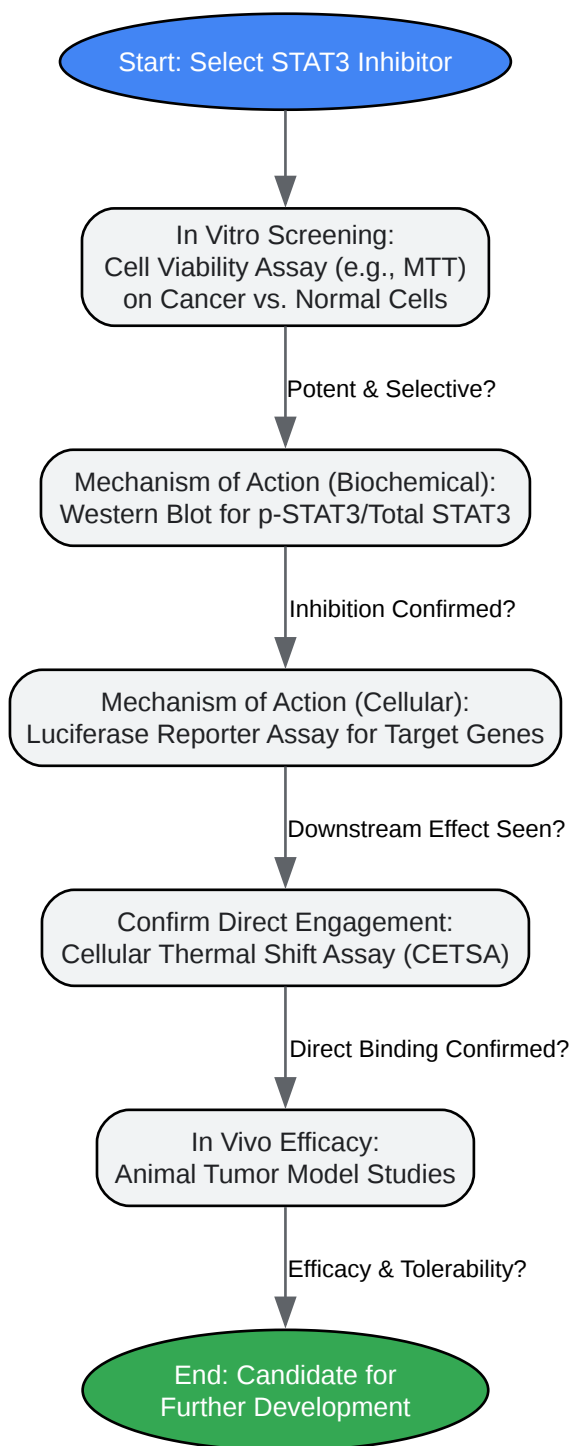 Start: Select STAT3 Inhibitor
In Vitro Screening:
Cell Viability Assay (e.g., MTT)
on Cancer vs. Normal Cells
Potent & Selective?
Mechanism of Action (Biochemical):
Western Blot for p-STAT3/Total STAT3
Inhibition Confirmed?
Mechanism of Action (Cellular):
Luciferase Reporter Assay for Target Genes
Downstream Effect Seen?
Confirm Direct Engagement:
Cellular Thermal Shift Assay (CETSA)
Direct Binding Confirmed?
In Vivo Efficacy:
Animal Tumor Model Studies
Efficacy & Tolerability?
End: Candidate for
Further Development